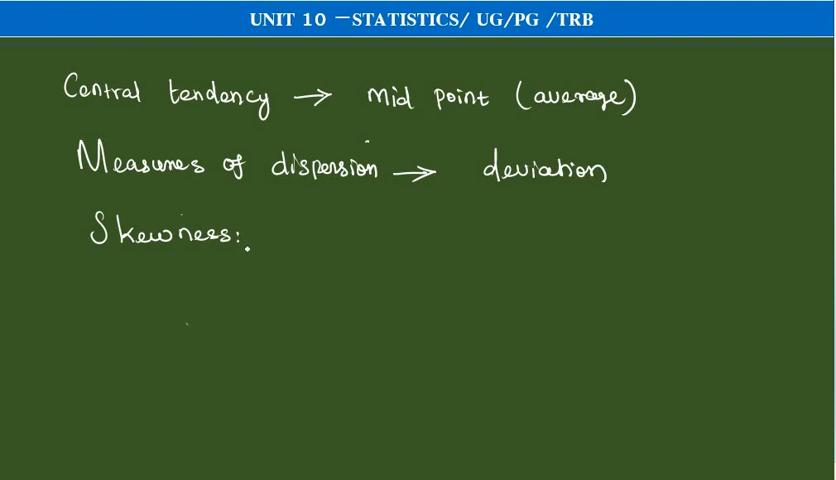 UNIT 10 –STATISTICS/ UG/PG /TRB
Central tendency → Mid point (average)
Measures of dispersion → deviation
Skewness: